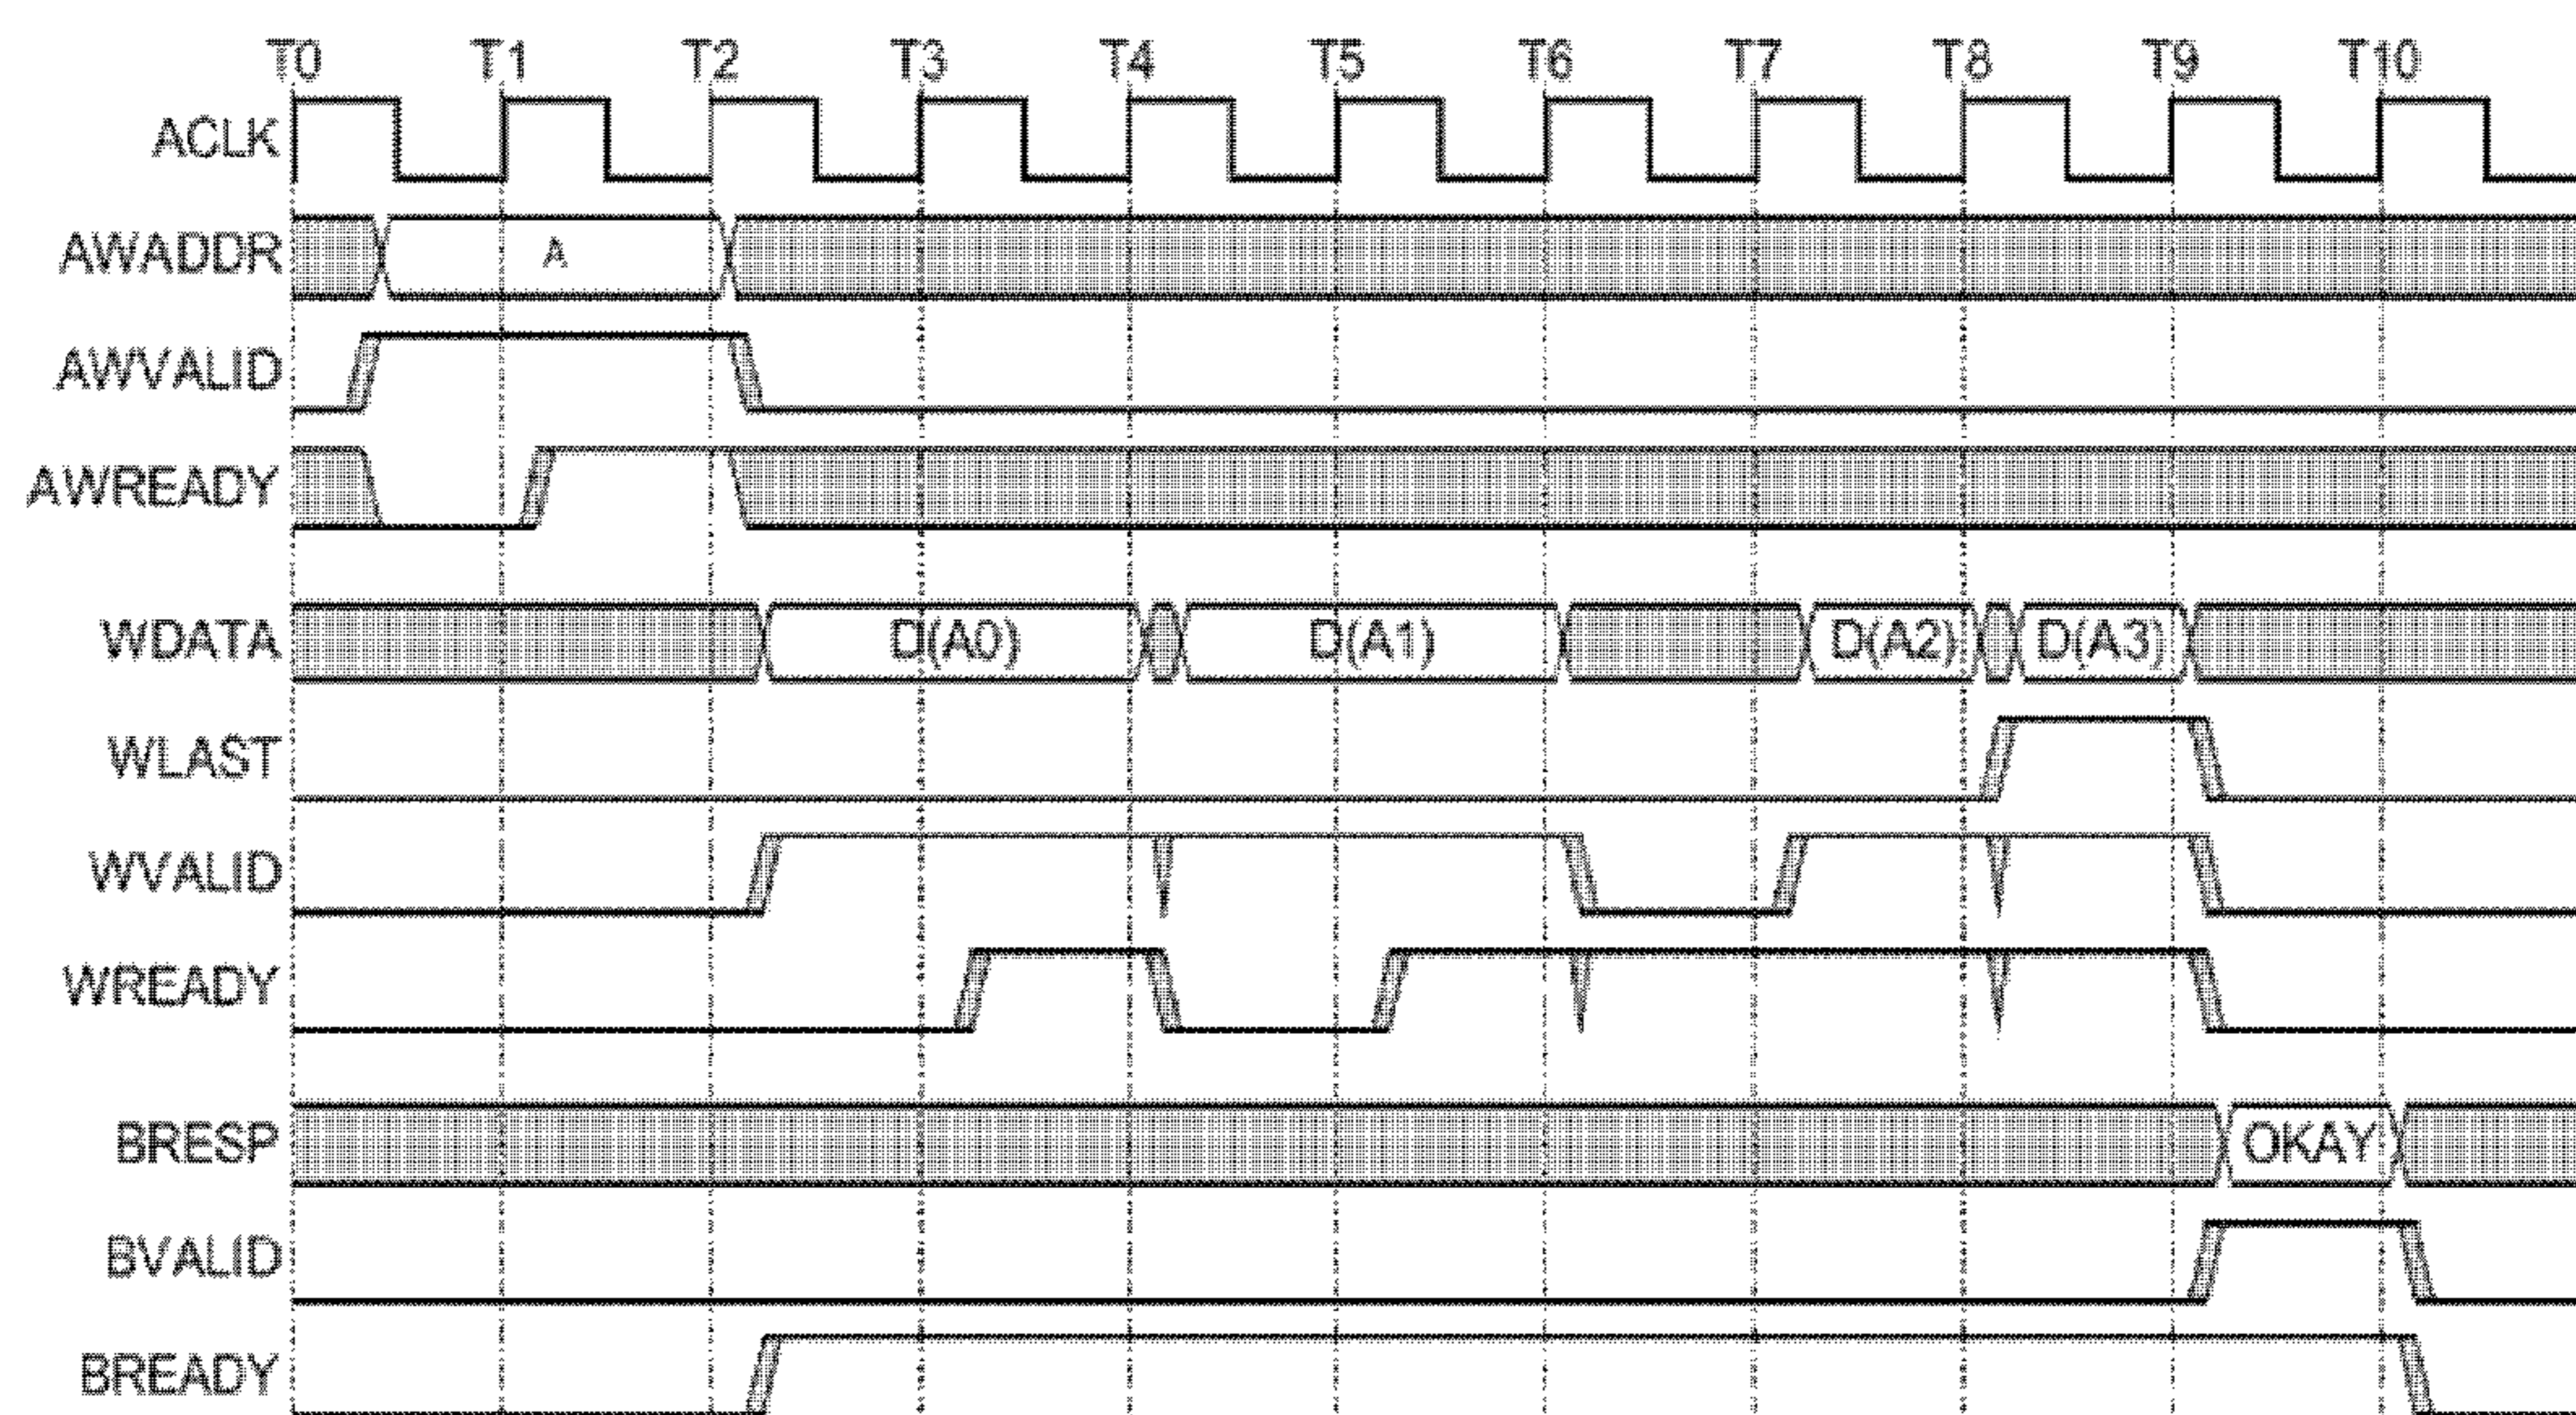 T0 T1 T2 T3 T4 T5 T6 T7 T8 T9 T10
ACLK
AWADDR A
AWVALID
AWREADY
WDATA D(A0) D(A1) D(A2) D(A3)
WLAST
WVALID
WREADY
BRESP OKAY
BVALID
BREADY